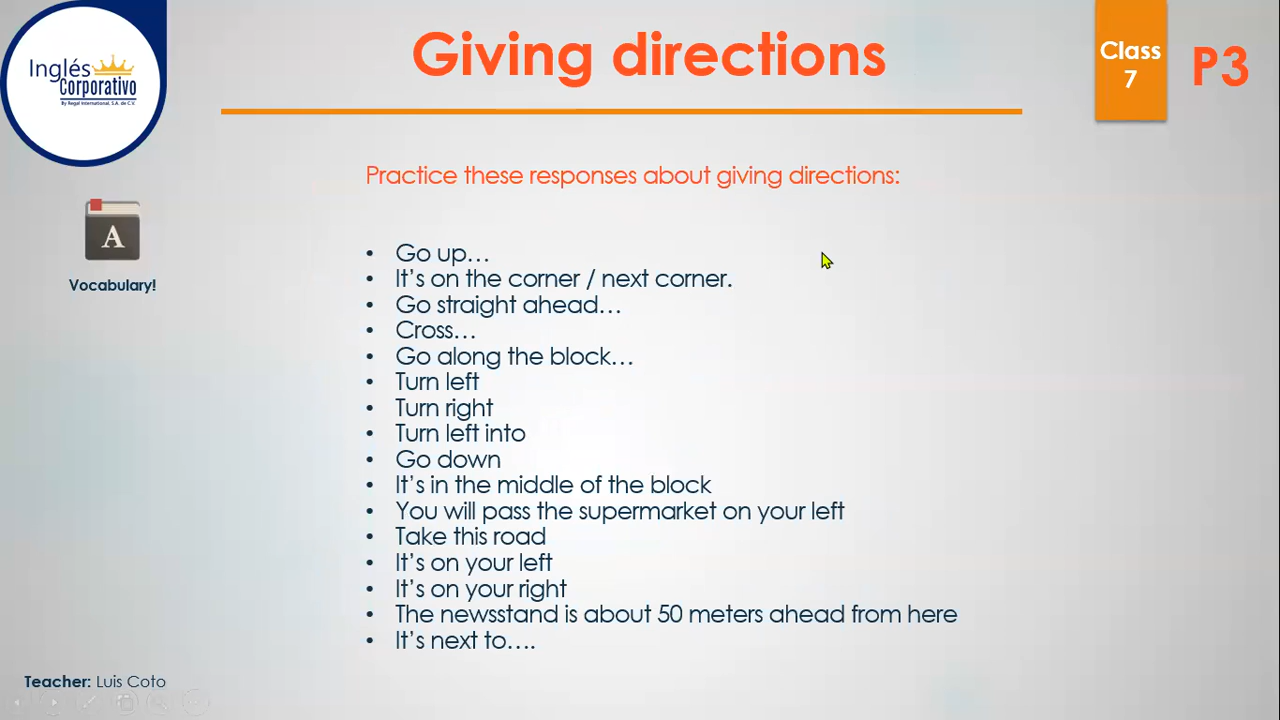 Inglés
Corporativo
By Regal International, S.A. de C.V.
Giving directions
Class
7
P3
Practice these responses about giving directions:
A
Vocabulary!
• Go up…
• It's on the corner / next corner.
• Go straight ahead…
• Cross…
• Go along the block…
• Turn left
• Turn right
• Turn left into
• Go down
• It's in the middle of the block
• You will pass the supermarket on your left
• Take this road
• It's on your left
• It's on your right
• The newsstand is about 50 meters ahead from here
• It's next to….
Teacher: Luis Coto